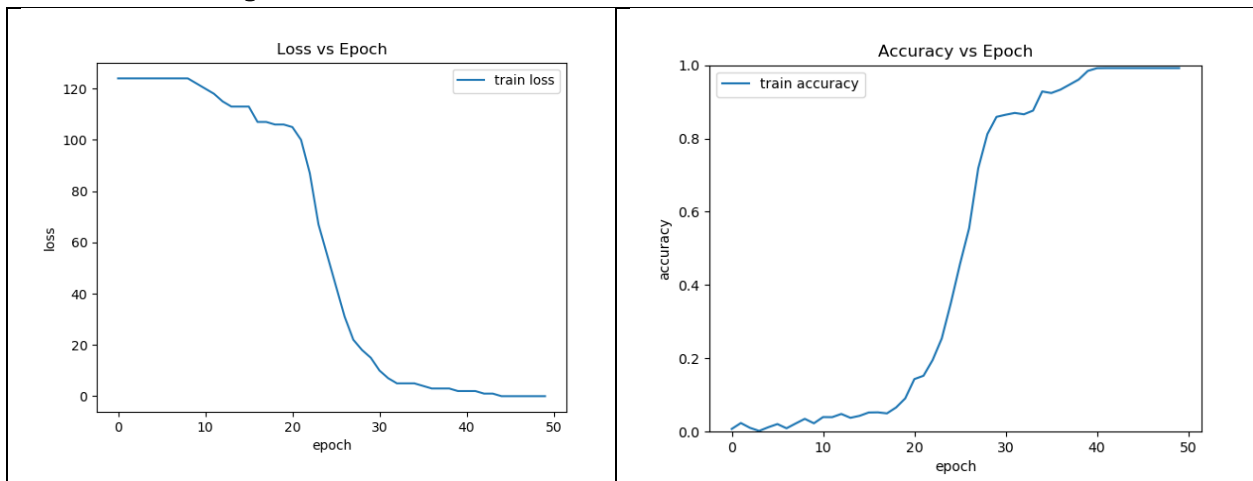 Loss vs Epoch
train loss
120
100
80
60
40
20
0
loss
0 10 20 30 40 50
epoch
Accuracy vs Epoch
train accuracy
1.0
0.8
0.6
0.4
0.2
0.0
accuracy
0 10 20 30 40 50
epoch